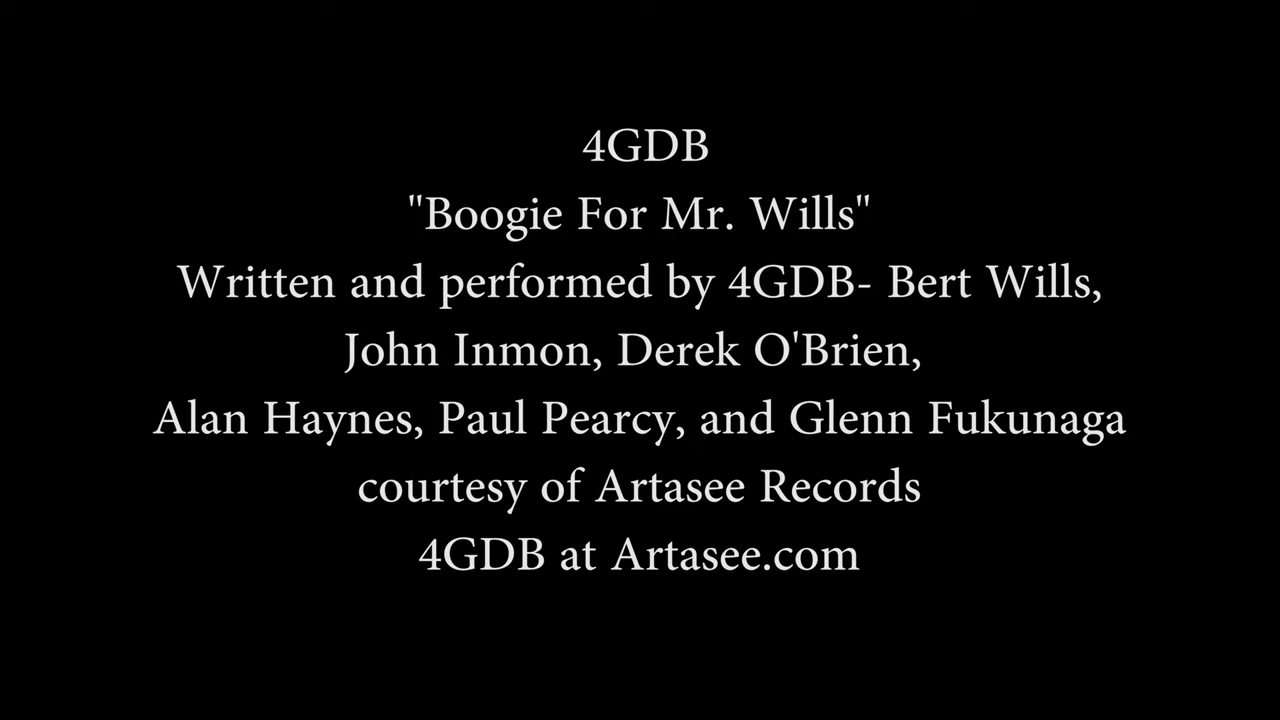 4GDB
"Boogie For Mr. Wills"
Written and performed by 4GDB- Bert Wills,
John Inmon, Derek O'Brien,
Alan Haynes, Paul Pearcy, and Glenn Fukunaga
courtesy of Artasee Records
4GDB at Artasee.com